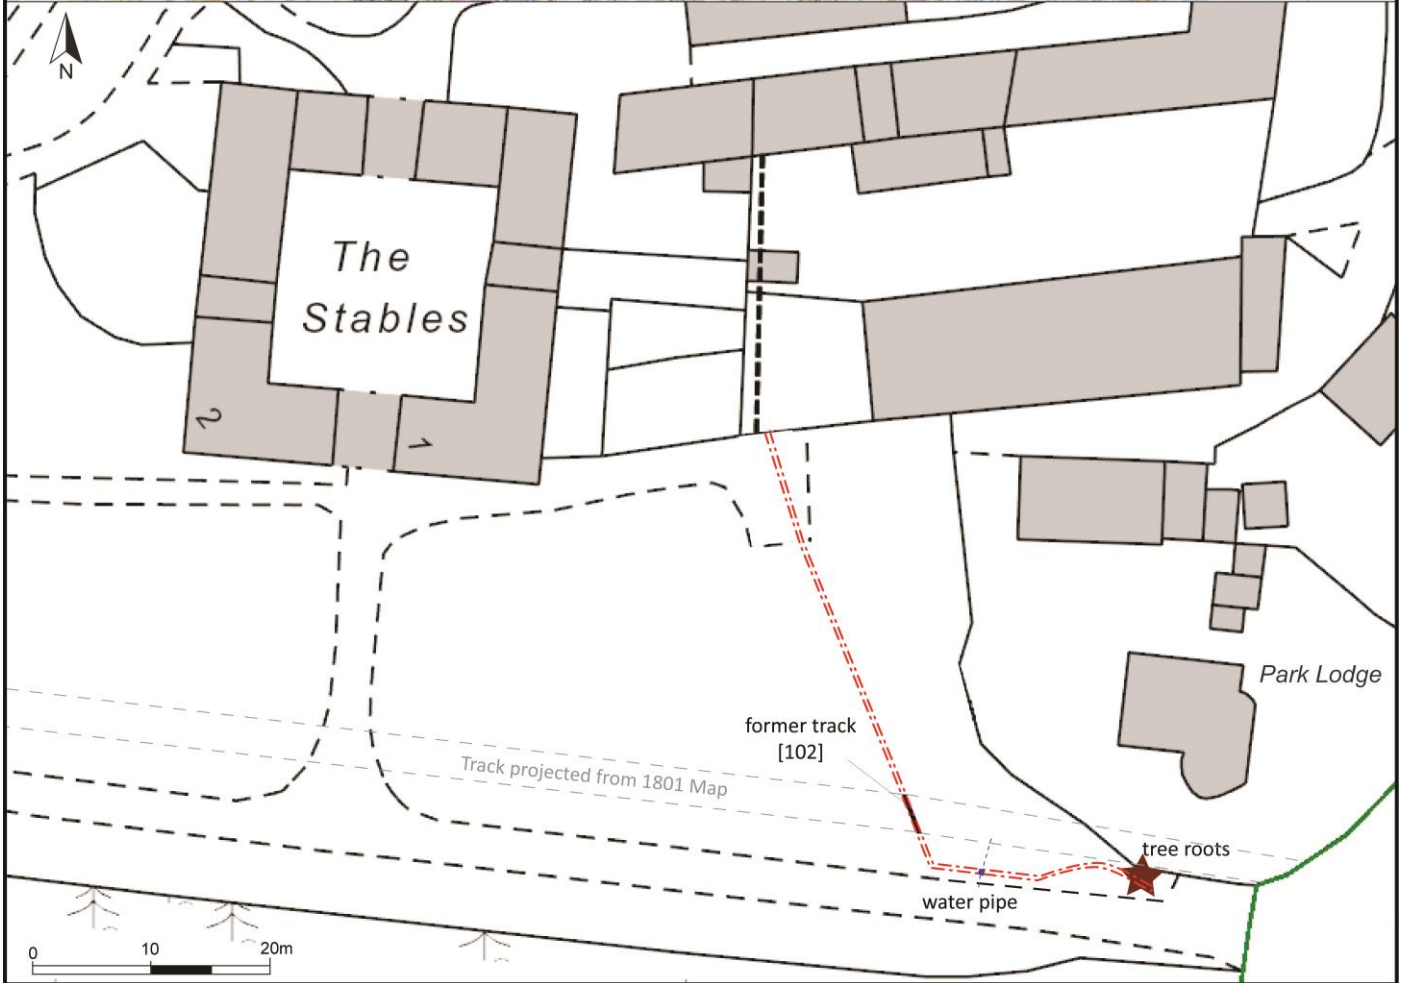 N
The
Stables
2
1
Park Lodge
former track
[102]
Track projected from 1801 Map
tree roots
water pipe
0 10 20m